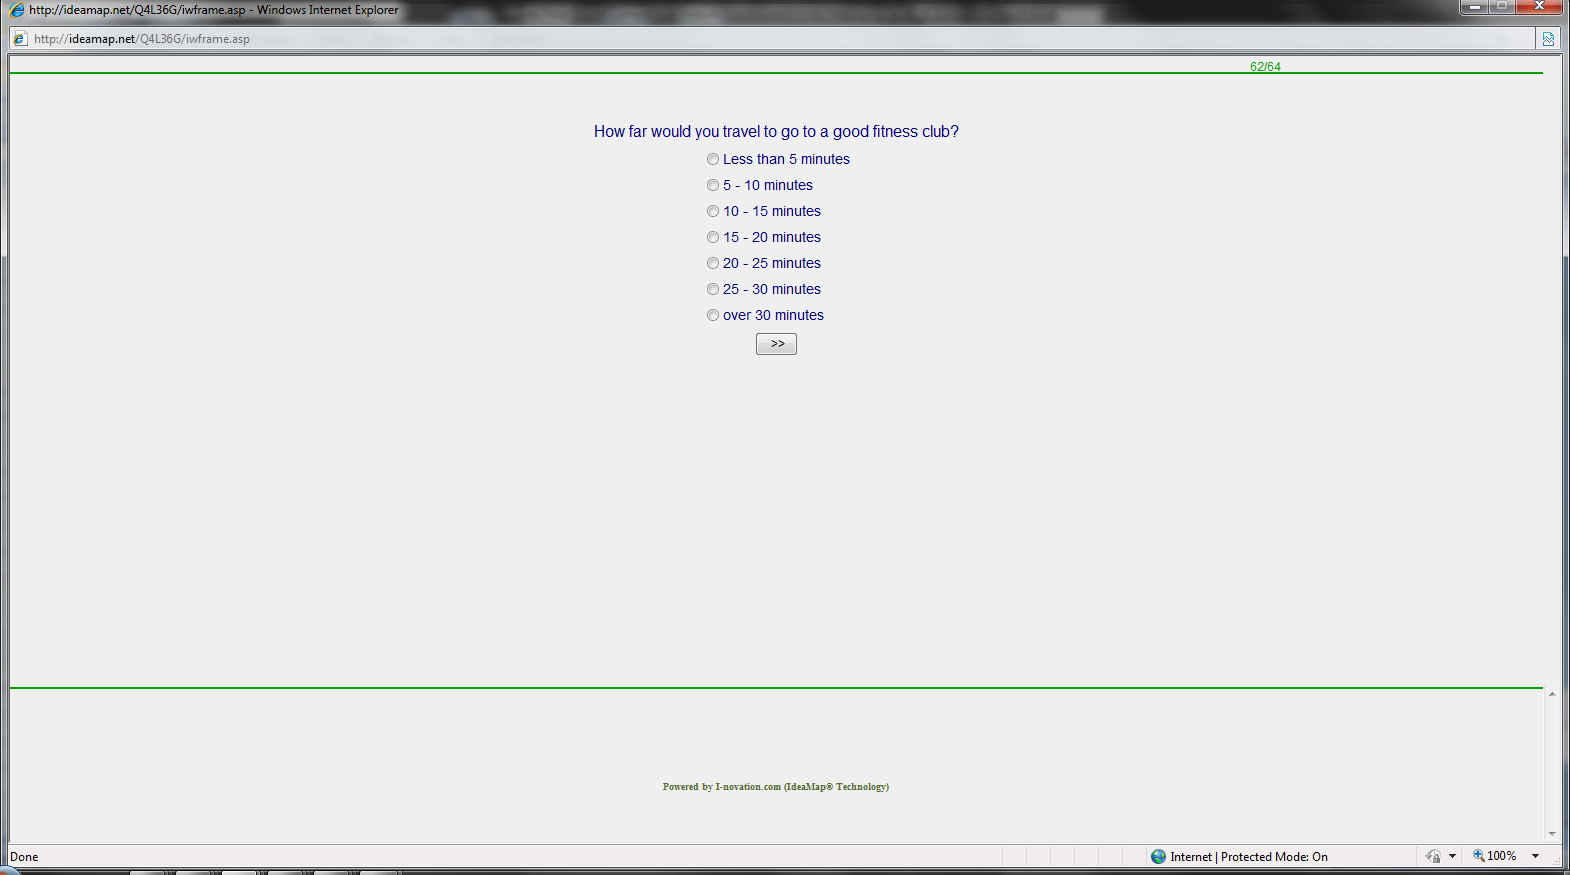 http://ideamap.net/Q4L36G/iwframe.asp - Windows Internet Explorer
http://ideamap.net/Q4L36G/iwframe.asp
62/64
How far would you travel to go to a good fitness club?
Less than 5 minutes
5 - 10 minutes
10 - 15 minutes
15 - 20 minutes
20 - 25 minutes
25 - 30 minutes
over 30 minutes
>>
Powered by I-novation.com (IdeaMap® Technology)
Done
Internet | Protected Mode: On
100%